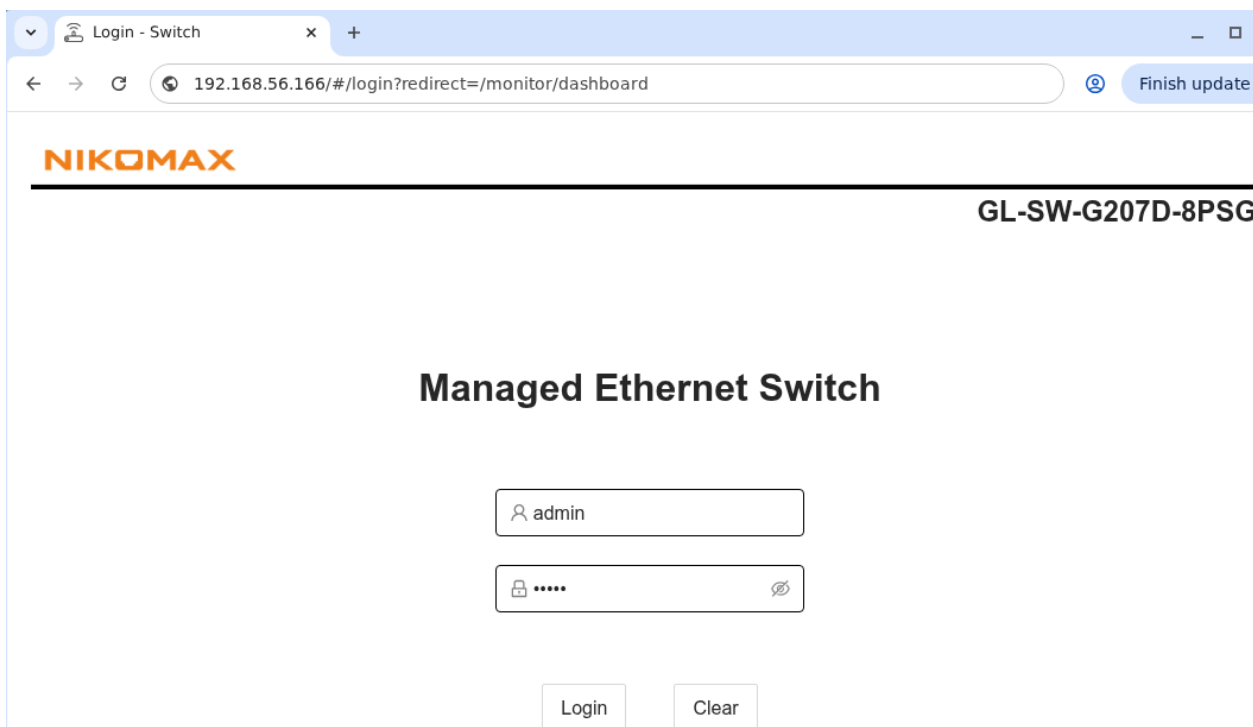 Login - Switch
192.168.56.166/#/login?redirect=/monitor/dashboard
Finish update
NIKOMAX
GL-SW-G207D-8PSG
Managed Ethernet Switch
admin
•••••
Login Clear